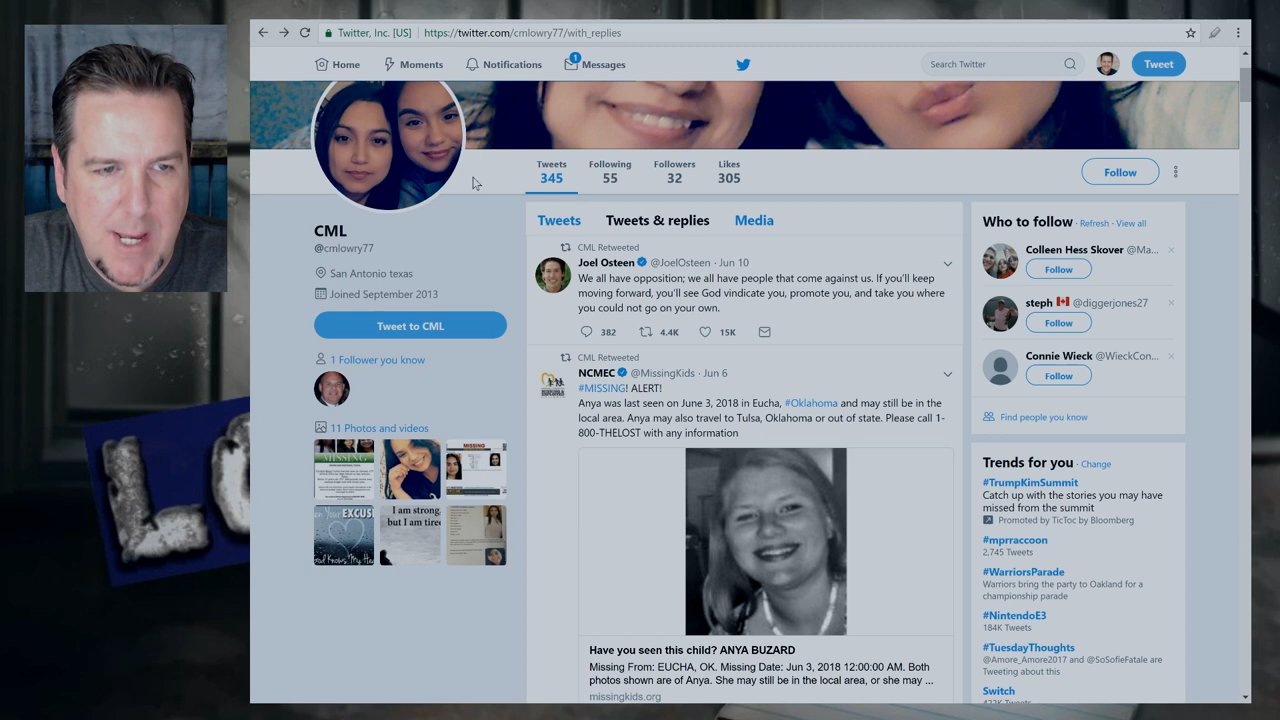 Twitter, Inc. [US]
https://twitter.com/cmlowry77/with_replies
Home
Moments
Notifications
1
Messages
Search Twitter
Tweet
Tweets
345
Following
55
Followers
32
Likes
305
Follow
CML
@cmlowry77
San Antonio texas
Joined September 2013
Tweet to CML
1 Follower you know
11 Photos and videos
MISSING
MISSING
I am strong,
but I am tired
Tweets
Tweets & replies
Media
CML Retweeted
Joel Osteen @JoelOsteen · Jun 10
We all have opposition; we all have people that come against us. If you'll keep
moving forward, you'll see God vindicate you, promote you, and take you where
you could not go on your own.
382
4.4K
15K
CML Retweeted
NCMEC @MissingKids · Jun 6
#MISSING! ALERT!
Anya was last seen on June 3, 2018 in Eucha, #Oklahoma and may still be in the
local area. Anya may also travel to Tulsa, Oklahoma or out of state. Please call 1-
800-THELOST with any information
Have you seen this child? ANYA BUZARD
Missing From: EUCHA, OK. Missing Date: Jun 3, 2018 12:00:00 AM. Both
photos shown are of Anya. She may still be in the local area, or she may ...
missingkids.org
Who to follow · Refresh · View all
Colleen Hess Skover @Ma...
Follow
steph @diggerjones27
Follow
Connie Wieck @WieckCon...
Follow
Find people you know
Trends for you · Change
#TrumpKimSummit
Catch up with the stories you may have
missed from the summit
Promoted by TicToc by Bloomberg
#mprraccoon
2,745 Tweets
#WarriorsParade
Warriors bring the party to Oakland for a
championship parade
#NintendoE3
184K Tweets
#TuesdayThoughts
@Amore_Amore2017 and @SoSofieFatale are
Tweeting about this
Switch